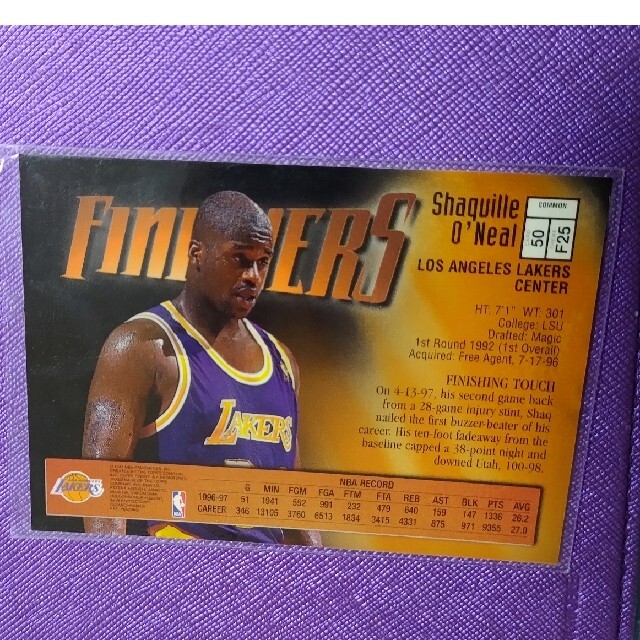 FINISHERS
Shaquille
O'Neal
COMMON
50
F25
LOS ANGELES LAKERS
CENTER
HT: 7'1" WT: 301
College: LSU
Drafted: Magic
1st Round 1992 (1st Overall)
Acquired: Free Agent, 7-17-96
FINISHING TOUCH
On 4-13-97, his second game back
from a 28-game injury stint, Shaq
nailed the first buzzer-beater of his
career. His ten-foot fadeaway from the
baseline capped a 38-point night and
downed Utah, 100-98.
LAKERS
LAKERS
NBA
NBA RECORD
G MIN FGM FGA FTM FTA REB AST BLK PTS AVG
1996-97 51 1941 552 991 232 479 640 159 147 1336 26.2
CAREER 346 13105 3760 6513 1834 3415 4331 875 971 9355 27.0